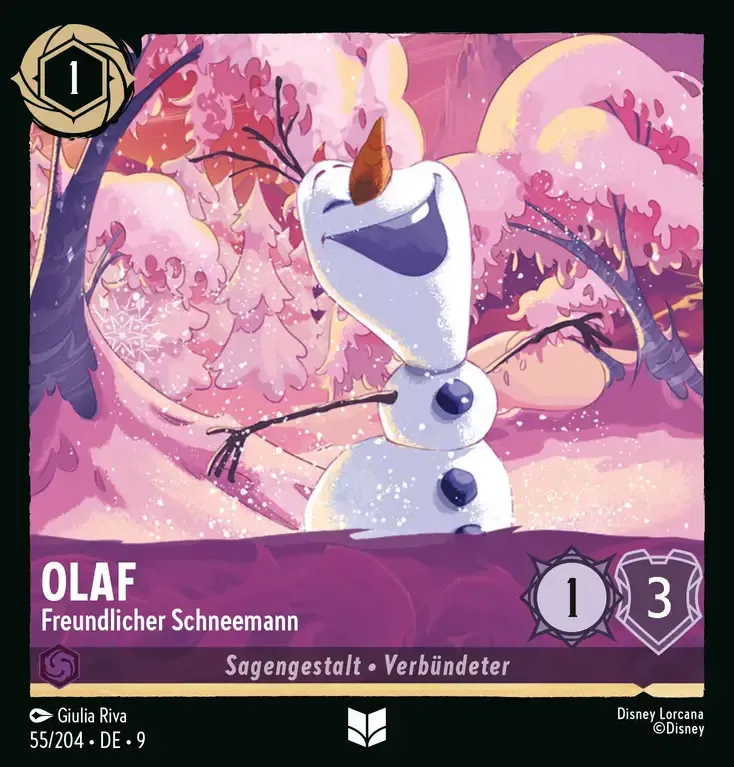 1
OLAF
Freundlicher Schneemann
1
3
Sagengestalt • Verbündeter
Giulia Riva
55/204 • DE • 9
Disney Lorcana
©Disney